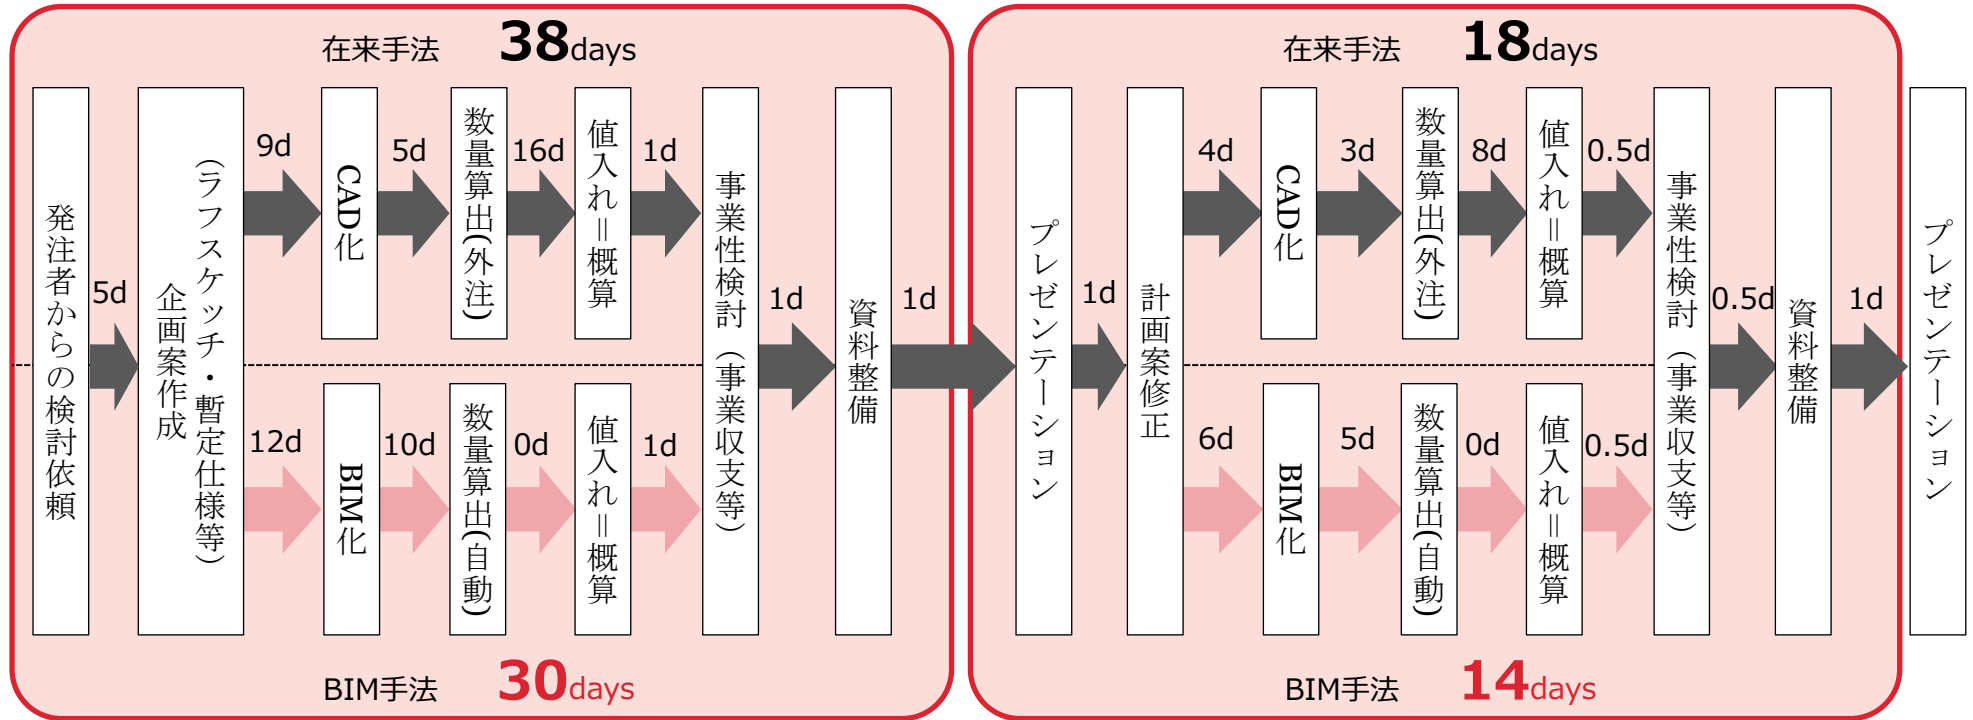 在来手法 38days
発注者からの検討依頼
5d
企画案作成
（ラフスケッチ・暫定仕様等）
9d
CAD化
5d
数量算出(外注)
16d
値入れ＝概算
1d
12d
BIM化
10d
数量算出(自動)
0d
値入れ＝概算
1d
事業性検討（事業収支等）
1d
資料整備
1d
BIM手法 30days
在来手法 18days
プレゼンテーション
1d
計画案修正
4d
CAD化
3d
数量算出(外注)
8d
値入れ＝概算
0.5d
6d
BIM化
5d
数量算出(自動)
0d
値入れ＝概算
0.5d
事業性検討（事業収支等）
0.5d
資料整備
1d
プレゼンテーション
BIM手法 14days